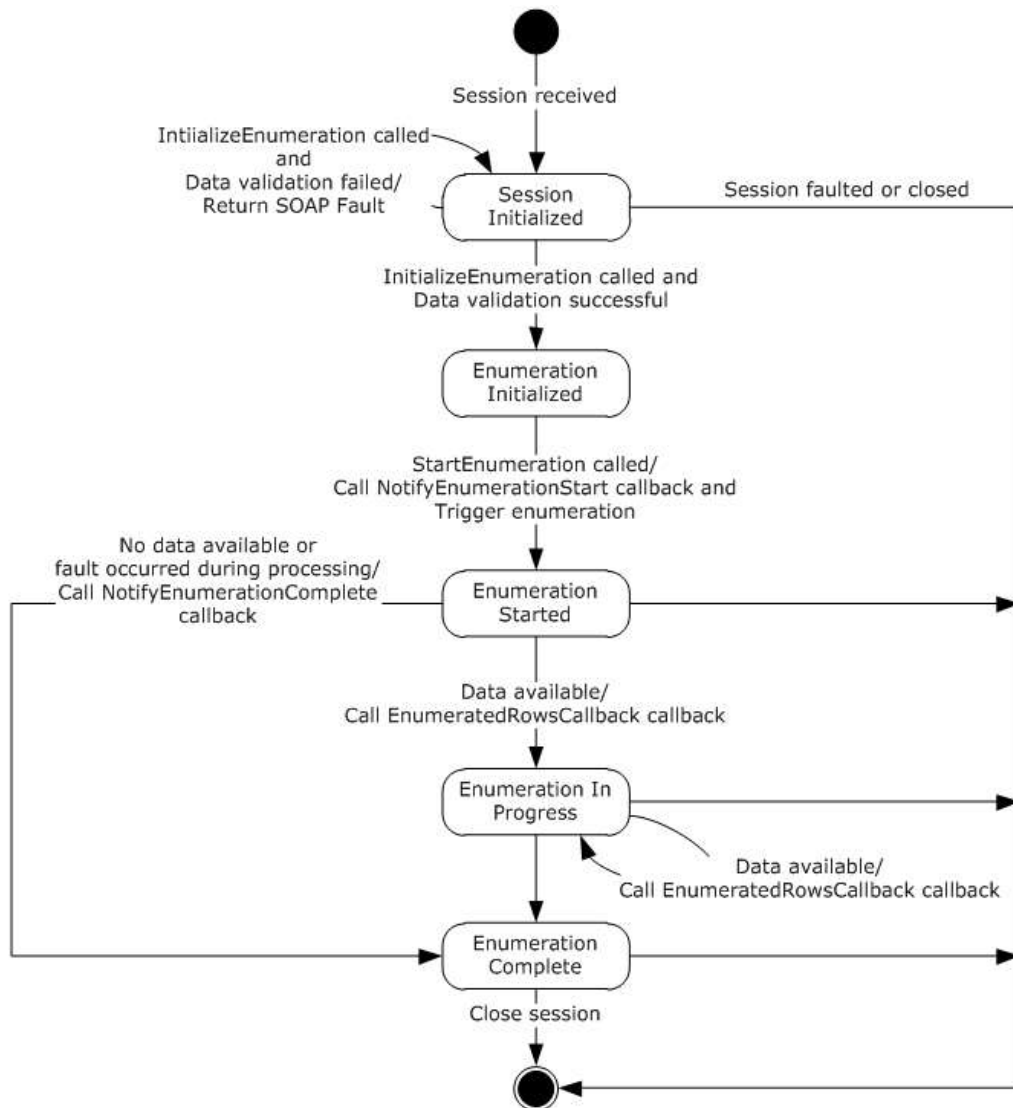 Session received
IntiializeEnumeration called
and
Data validation failed/
Return SOAP Fault
Session
Initialized
Session faulted or closed
InitializeEnumeration called and
Data validation successful
Enumeration
Initialized
StartEnumeration called/
Call NotifyEnumerationStart callback and
Trigger enumeration
No data available or
fault occurred during processing/
Call NotifyEnumerationComplete
callback
Enumeration
Started
Data available/
Call EnumeratedRowsCallback callback
Enumeration In
Progress
Data available/
Call EnumeratedRowsCallback callback
Enumeration
Complete
Close session